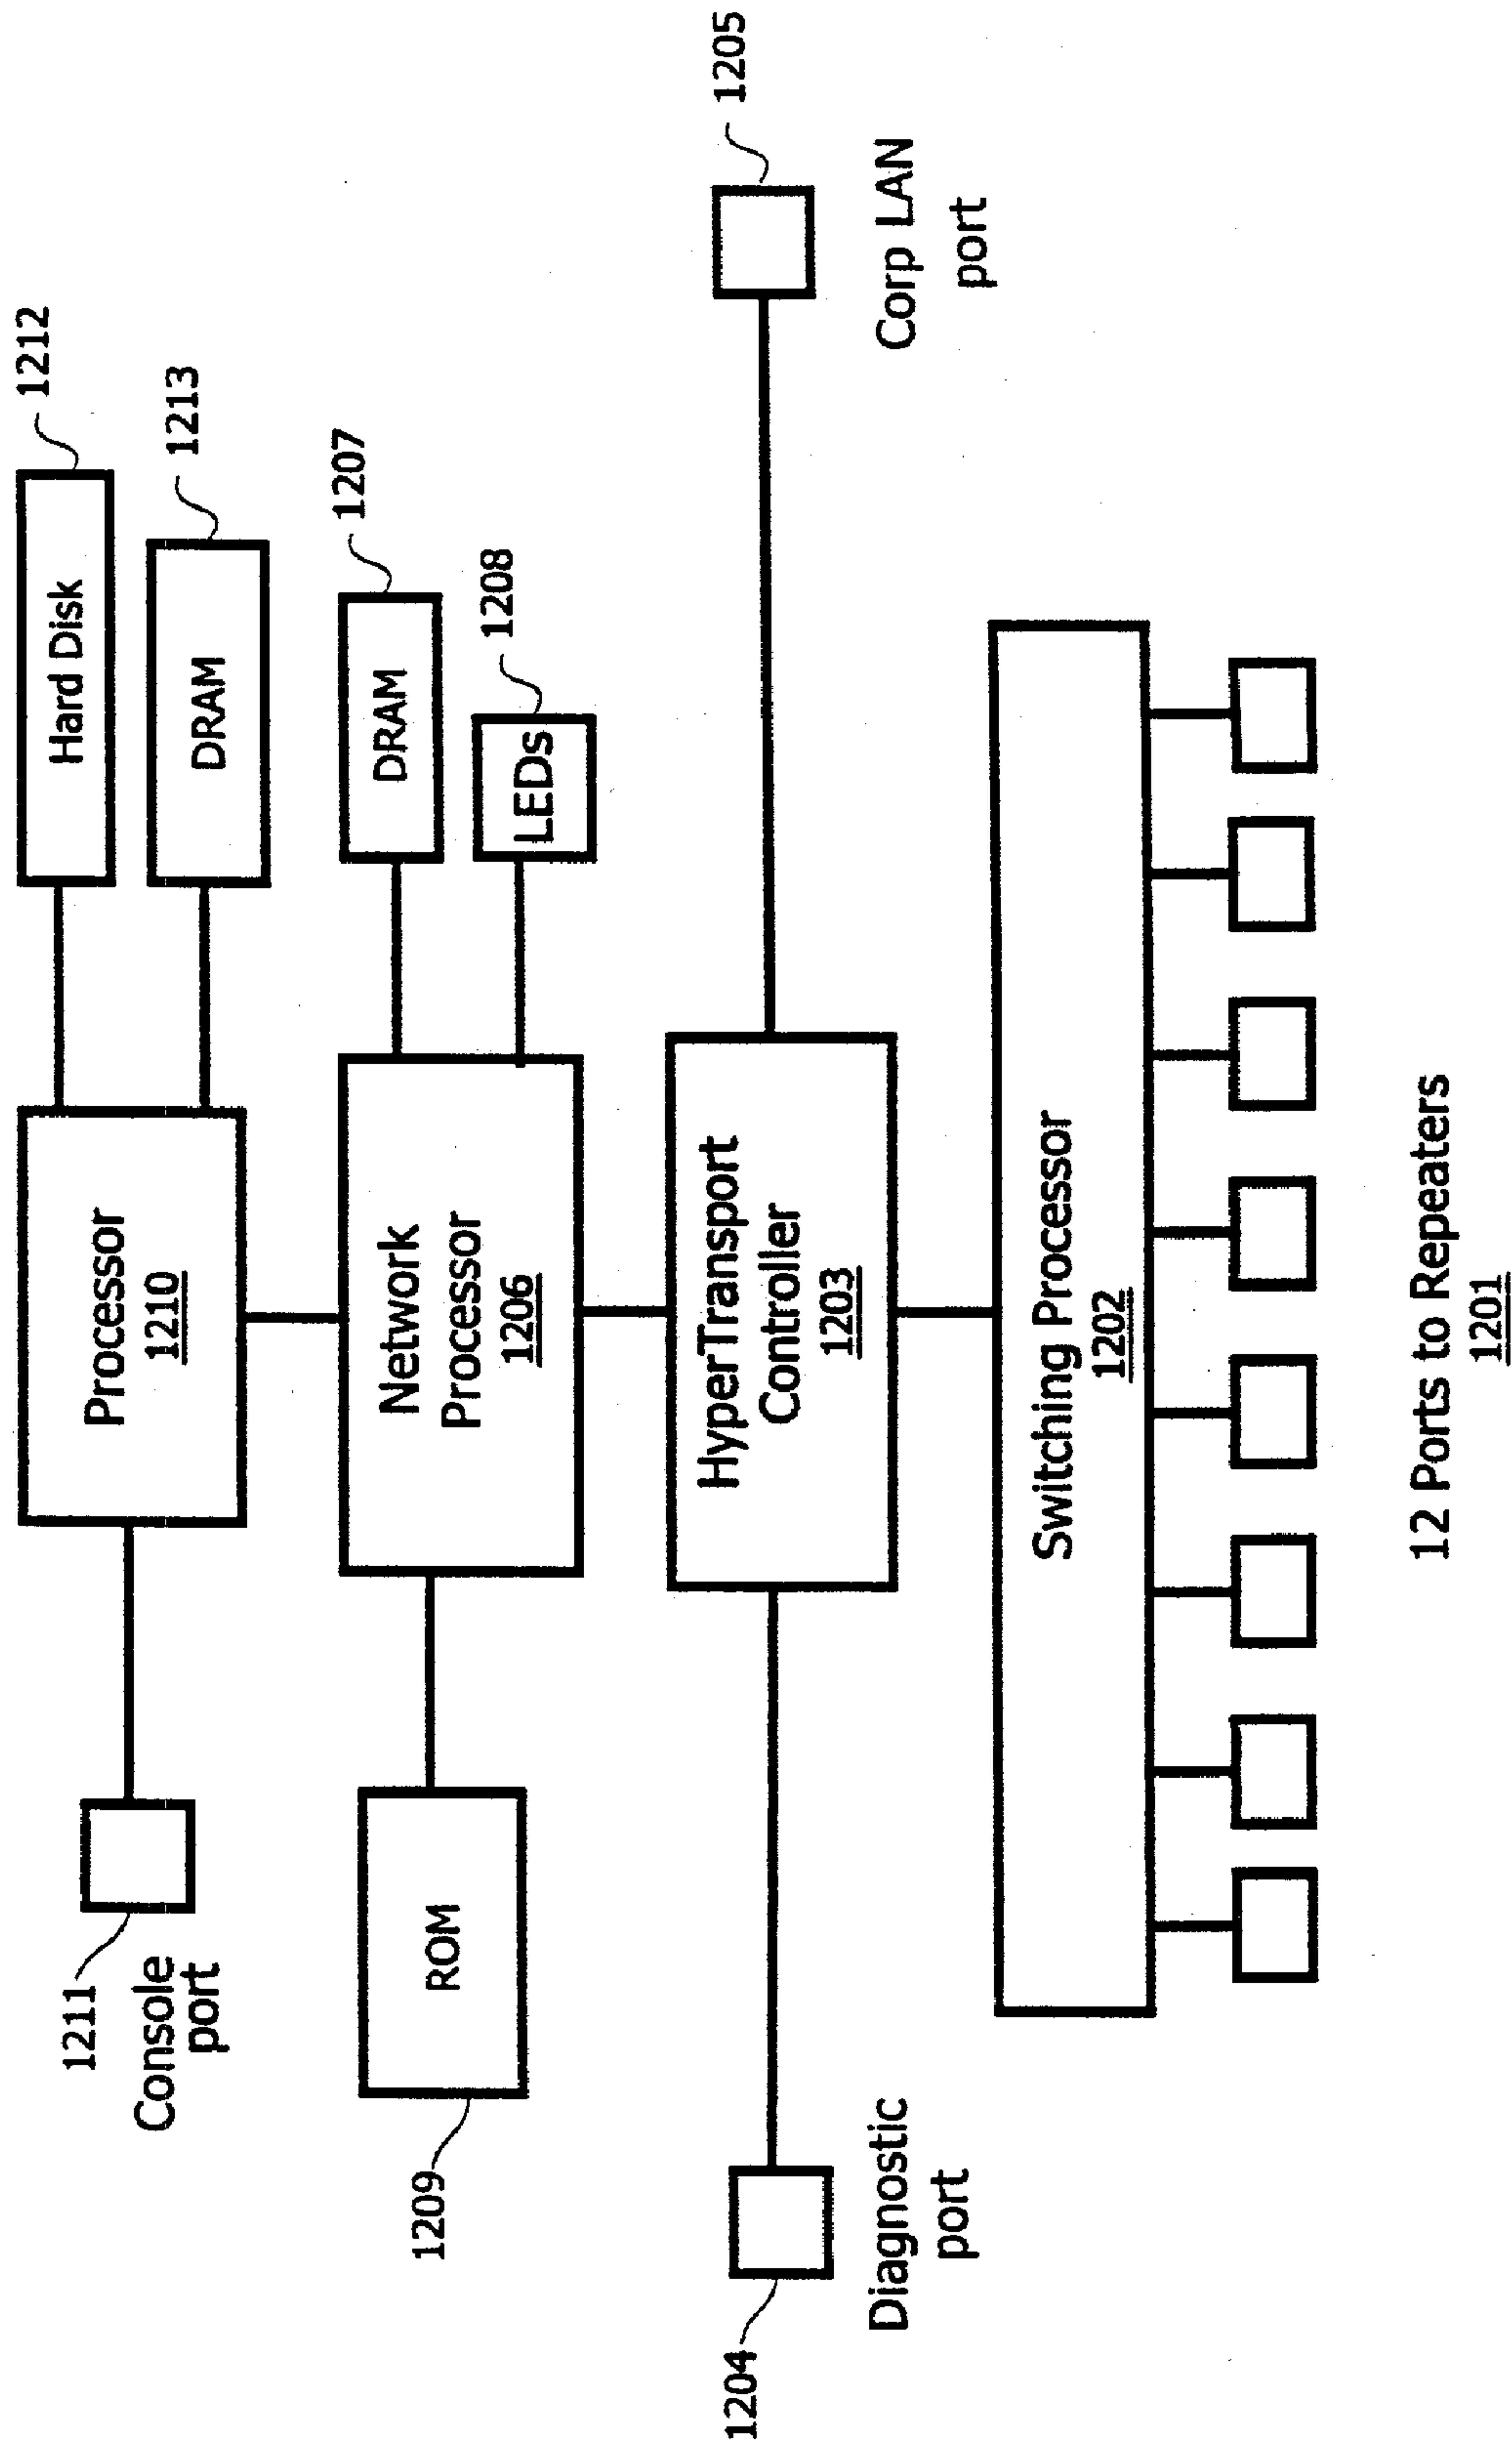 1212
Hard Disk
1213
DRAM
Processor
1210
1211
Console
port
1207
DRAM
1208
LEDs
Network
Processor
1206
ROM
1209
HyperTransport
Controller
1203
1205
Corp LAN
port
1204
Diagnostic
port
Switching Processor
1202
12 Ports to Repeaters
1201